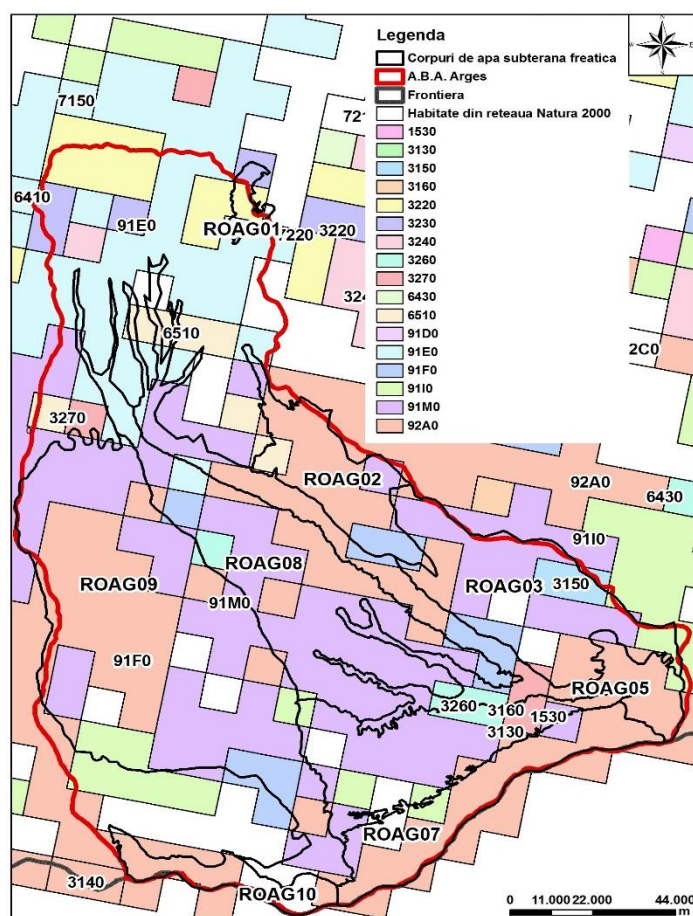 Legenda
Corpuri de apa subterana freatica
A.B.A. Arges
Frontiera
Habitate din reteaua Natura 2000
1530
3130
3150
3160
3220
3230
3240
3260
3270
6430
6510
91D0
91E0
91F0
91I0
91M0
92A0
7150
6410
91E0
ROAG01
7220
3220
6510
3270
ROAG02
92A0
6430
91I0
2C0
ROAG09
ROAG08
ROAG03
3150
91M0
91F0
ROAG05
3260
3160
1530
3130
ROAG07
3140
ROAG10
0 11.000 22.000 44.000
m